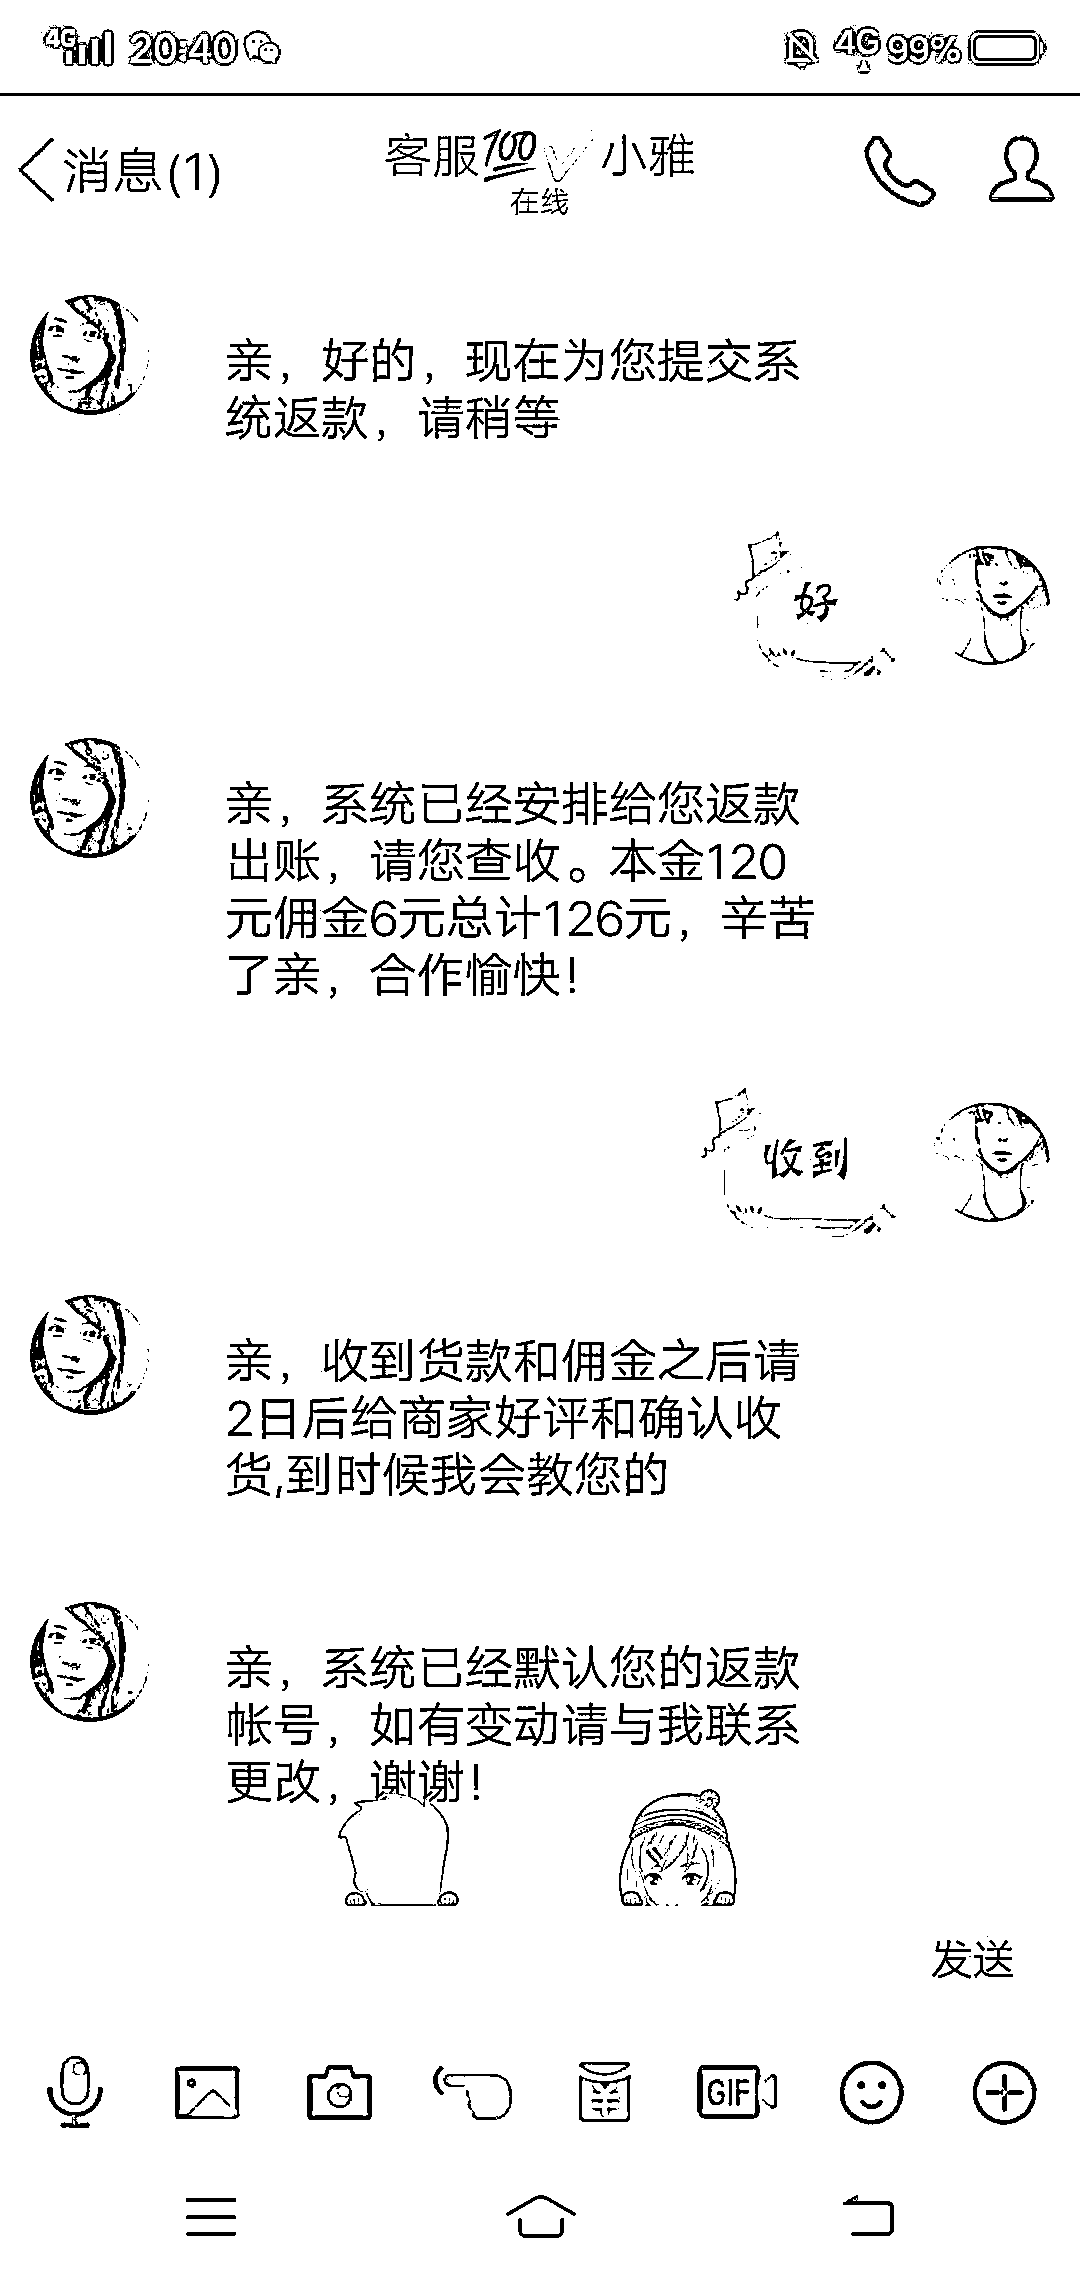 4G 20:40 4G 99%
消息(1)
客服💯✓小雅
在线
亲，好的，现在为您提交系
统返款，请稍等
好
亲，系统已经安排给您返款
出账，请您查收。本金120
元佣金6元总计126元，辛苦
了亲，合作愉快！
收到
亲，收到货款和佣金之后请
2日后给商家好评和确认收
货,到时候我会教您的
亲，系统已经默认您的返款
帐号，如有变动请与我联系
更改，谢谢！
发送
GIF